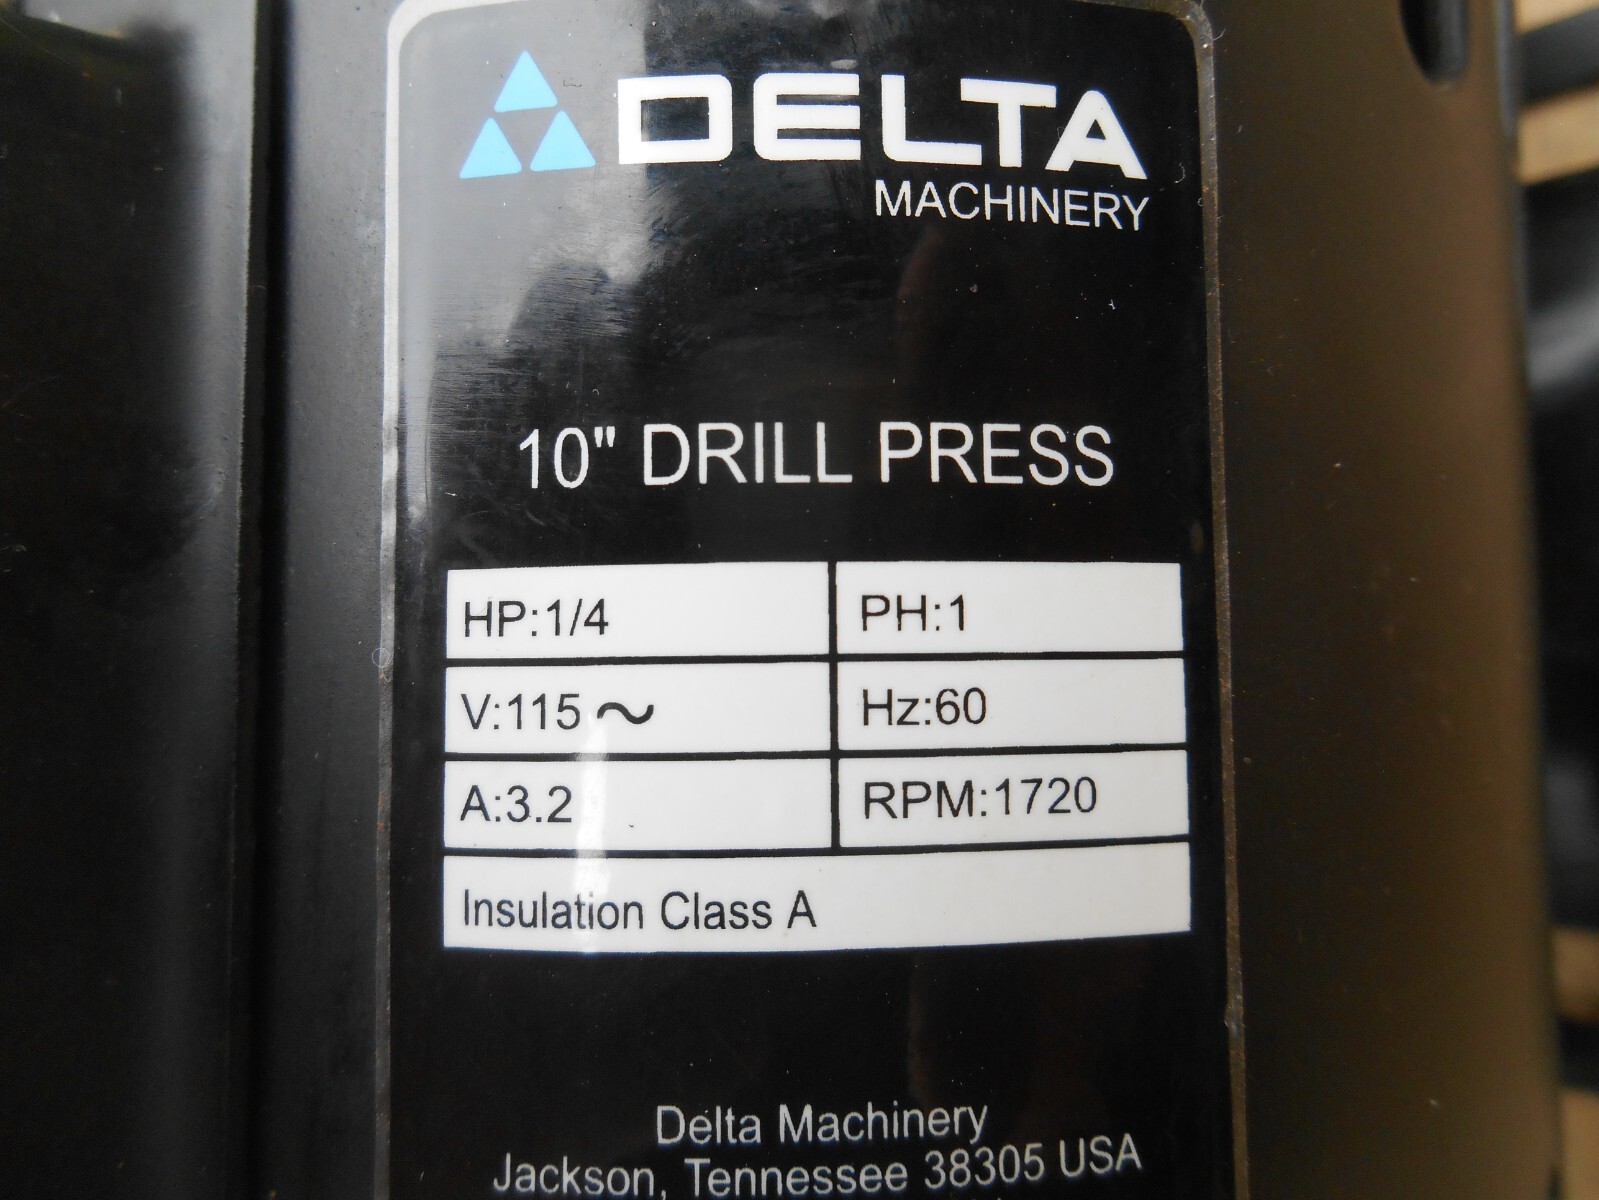 DELTA
MACHINERY
10" DRILL PRESS
HP:1/4 PH:1
V:115 ~ Hz:60
A:3.2 RPM:1720
Insulation Class A
Delta Machinery
Jackson, Tennessee 38305 USA